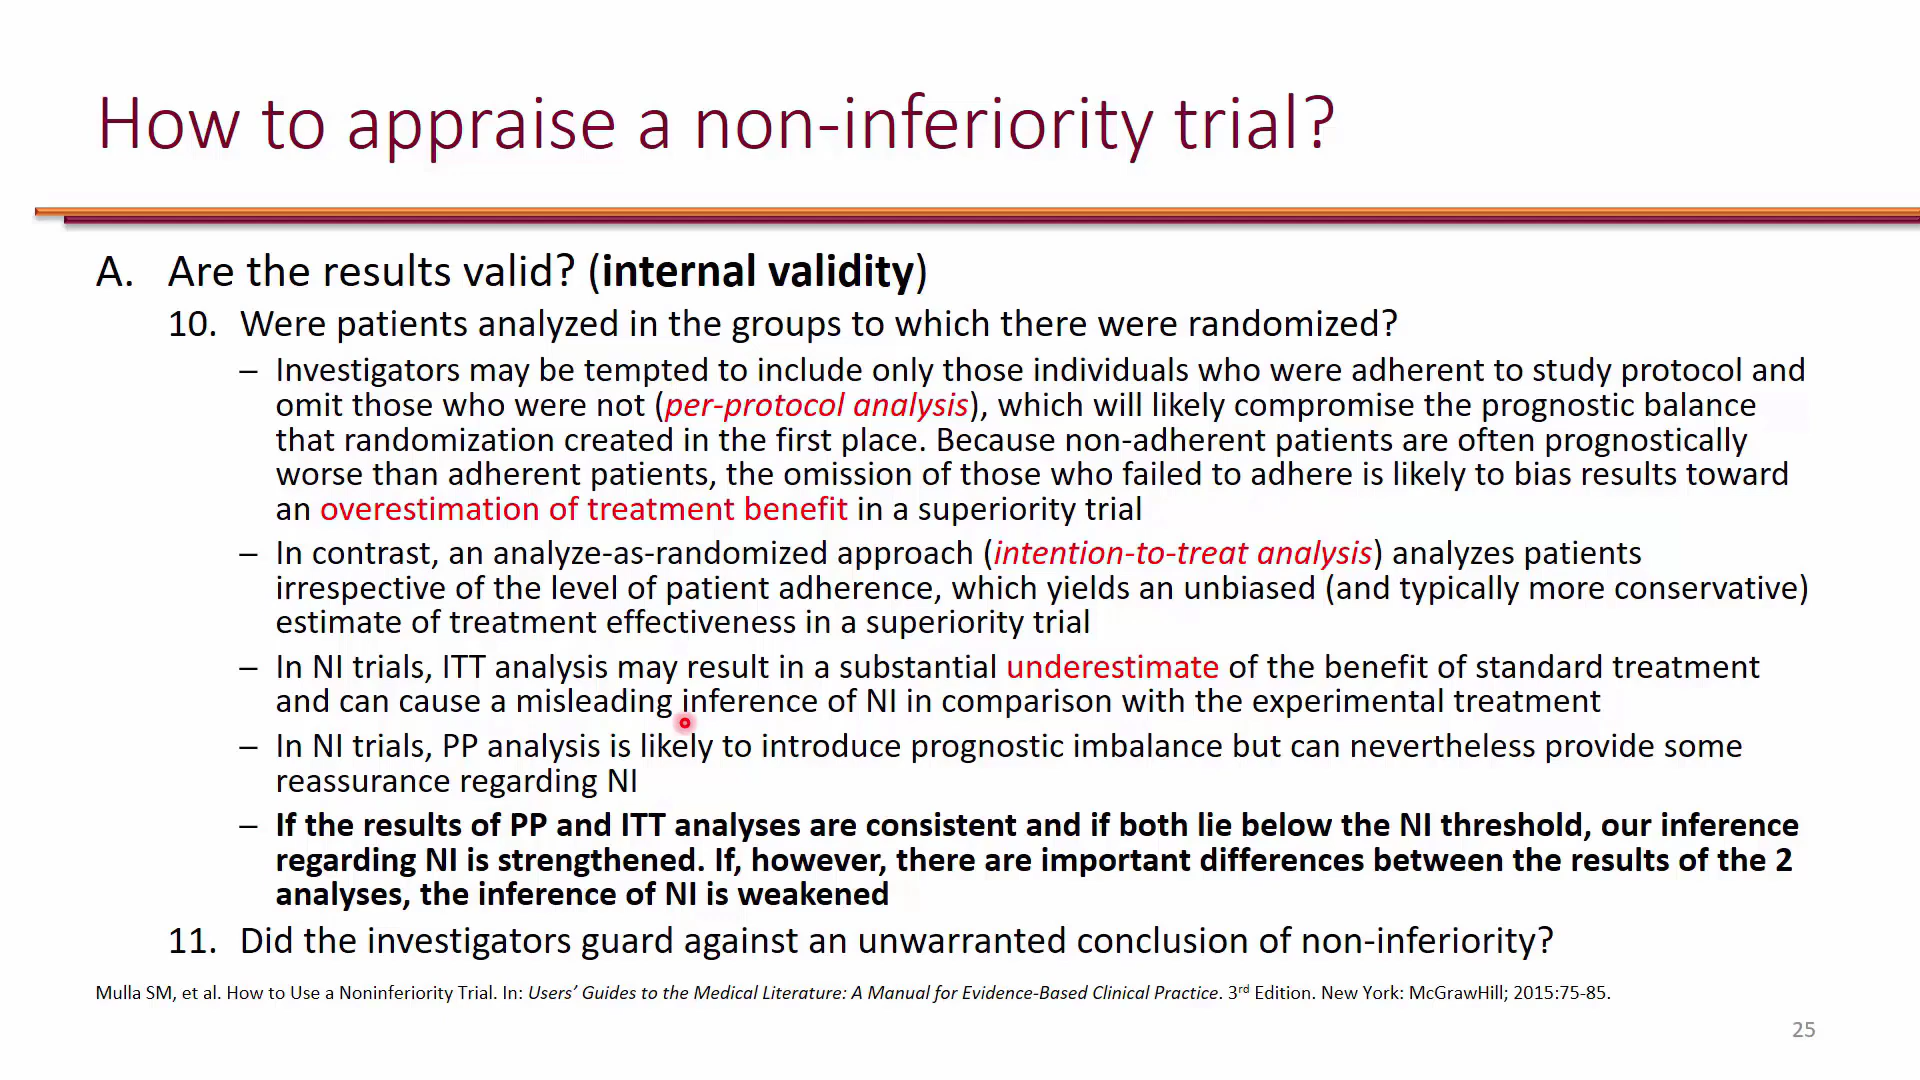 How to appraise a non-inferiority trial?
A. Are the results valid? (internal validity)
10. Were patients analyzed in the groups to which there were randomized?
– Investigators may be tempted to include only those individuals who were adherent to study protocol and
omit those who were not (per-protocol analysis), which will likely compromise the prognostic balance
that randomization created in the first place. Because non-adherent patients are often prognostically
worse than adherent patients, the omission of those who failed to adhere is likely to bias results toward
an overestimation of treatment benefit in a superiority trial
– In contrast, an analyze-as-randomized approach (intention-to-treat analysis) analyzes patients
irrespective of the level of patient adherence, which yields an unbiased (and typically more conservative)
estimate of treatment effectiveness in a superiority trial
– In NI trials, ITT analysis may result in a substantial underestimate of the benefit of standard treatment
and can cause a misleading inference of NI in comparison with the experimental treatment
– In NI trials, PP analysis is likely to introduce prognostic imbalance but can nevertheless provide some
reassurance regarding NI
– If the results of PP and ITT analyses are consistent and if both lie below the NI threshold, our inference
regarding NI is strengthened. If, however, there are important differences between the results of the 2
analyses, the inference of NI is weakened
11. Did the investigators guard against an unwarranted conclusion of non-inferiority?
Mulla SM, et al. How to Use a Noninferiority Trial. In: Users’ Guides to the Medical Literature: A Manual for Evidence-Based Clinical Practice. 3rd Edition. New York: McGrawHill; 2015:75-85.
25